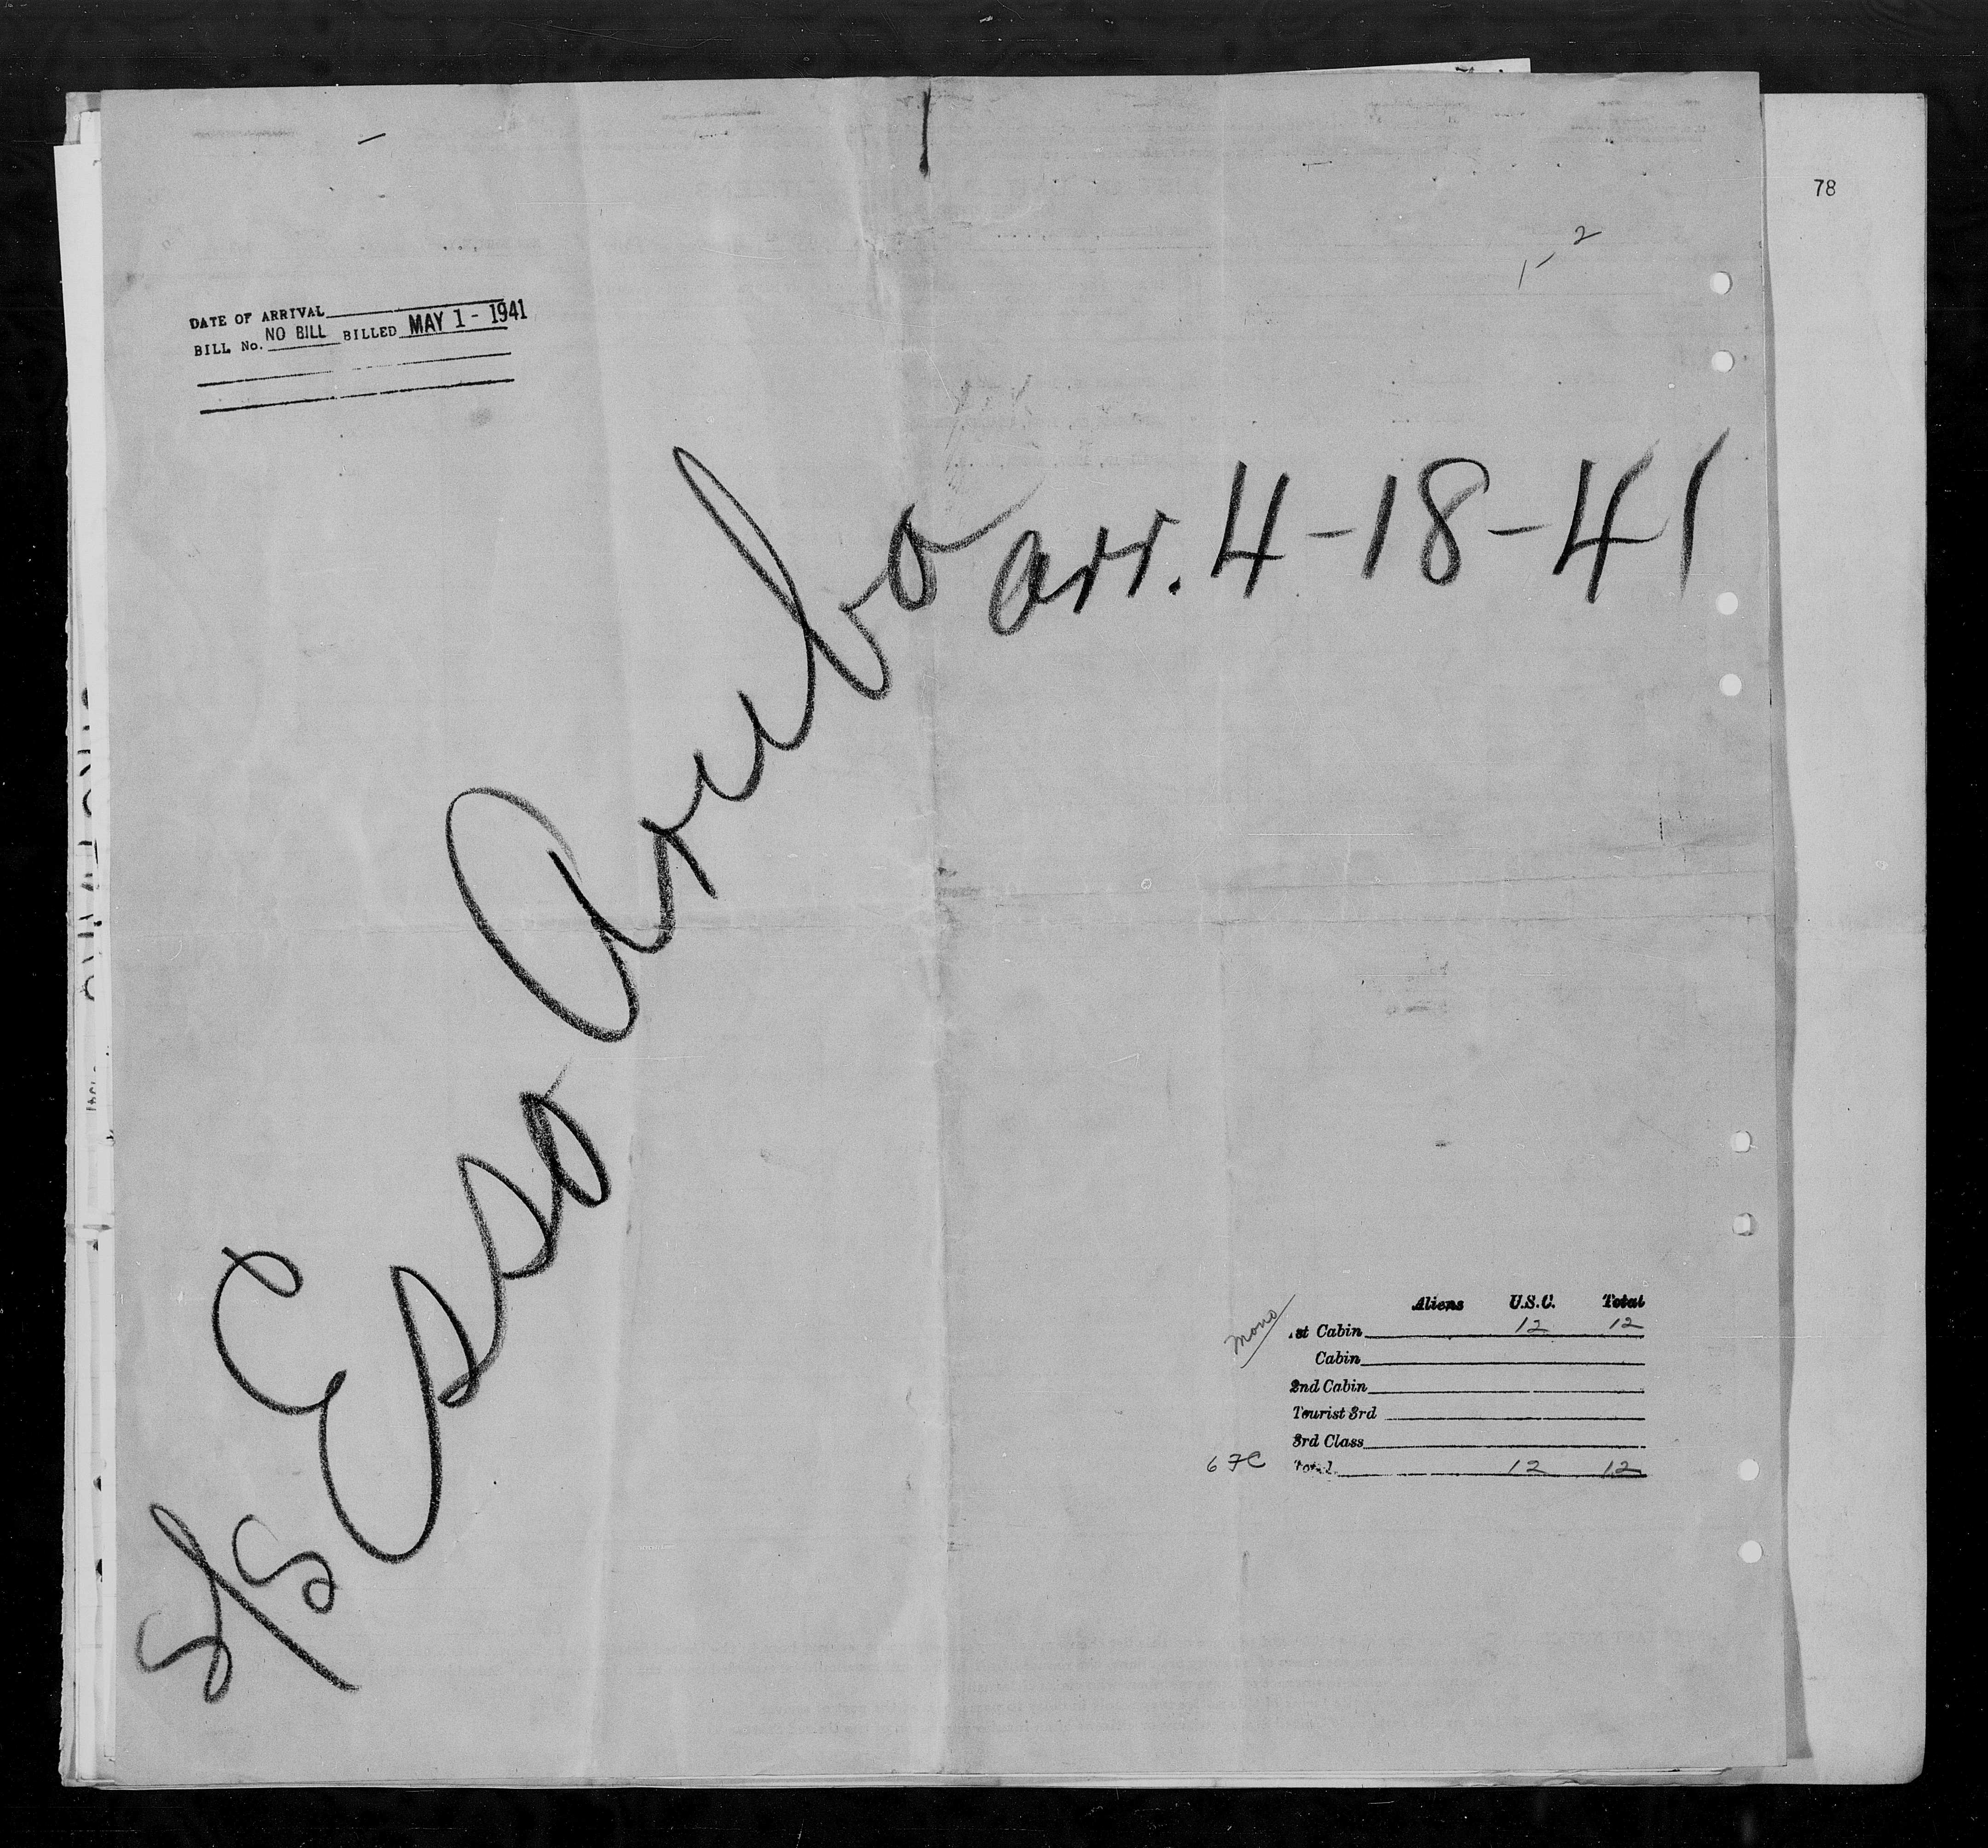 78
1- 2
DATE OF ARRIVAL
BILL No. NO BILL BILLED MAY 1 - 1941
S/S Esso Aruba arr. 4-18-41
Aliens U.S.C. Total
mono
1st Cabin 12 12
Cabin
2nd Cabin
Tourist 3rd
3rd Class
67C Total 12 12